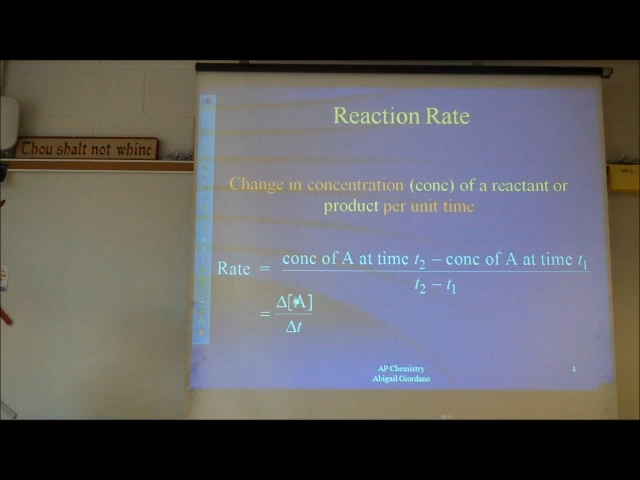 Reaction Rate
Thou shalt not whine
Change in concentration (conc) of a reactant or
product per unit time
Rate = conc of A at time t₂ – conc of A at time t₁
t₂ – t₁
= Δ[A]
Δt
AP Chemistry
Abigail Giordano